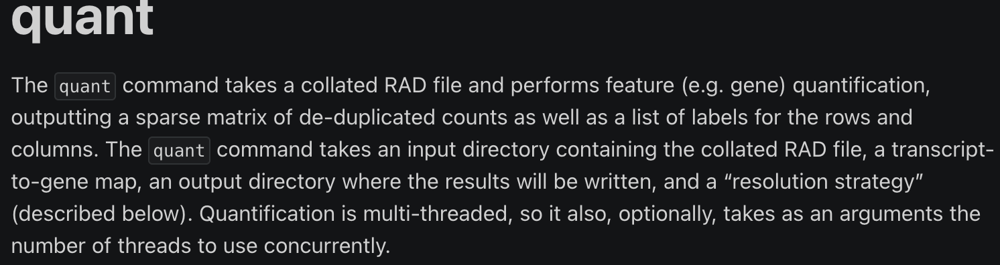 quant
The quant command takes a collated RAD file and performs feature (e.g. gene) quantification,
outputting a sparse matrix of de-duplicated counts as well as a list of labels for the rows and
columns. The quant command takes an input directory containing the collated RAD file, a transcript-
to-gene map, an output directory where the results will be written, and a “resolution strategy”
(described below). Quantification is multi-threaded, so it also, optionally, takes as an arguments the
number of threads to use concurrently.